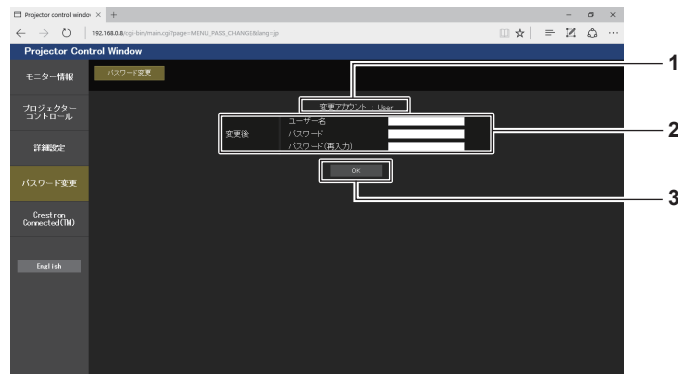 Projector control windov
192.168.0.8/cgi-bin/main.cgi?page=MENU_PASS_CHANGE&lang=jp
Projector Control Window
モニター情報
パスワード変更
プロジェクター
コントロール
詳細設定
パスワード変更
Crestron
Connected(TM)
English
変更アカウント : User
変更後
ユーザー名
パスワード
パスワード(再入力)
OK
1
2
3